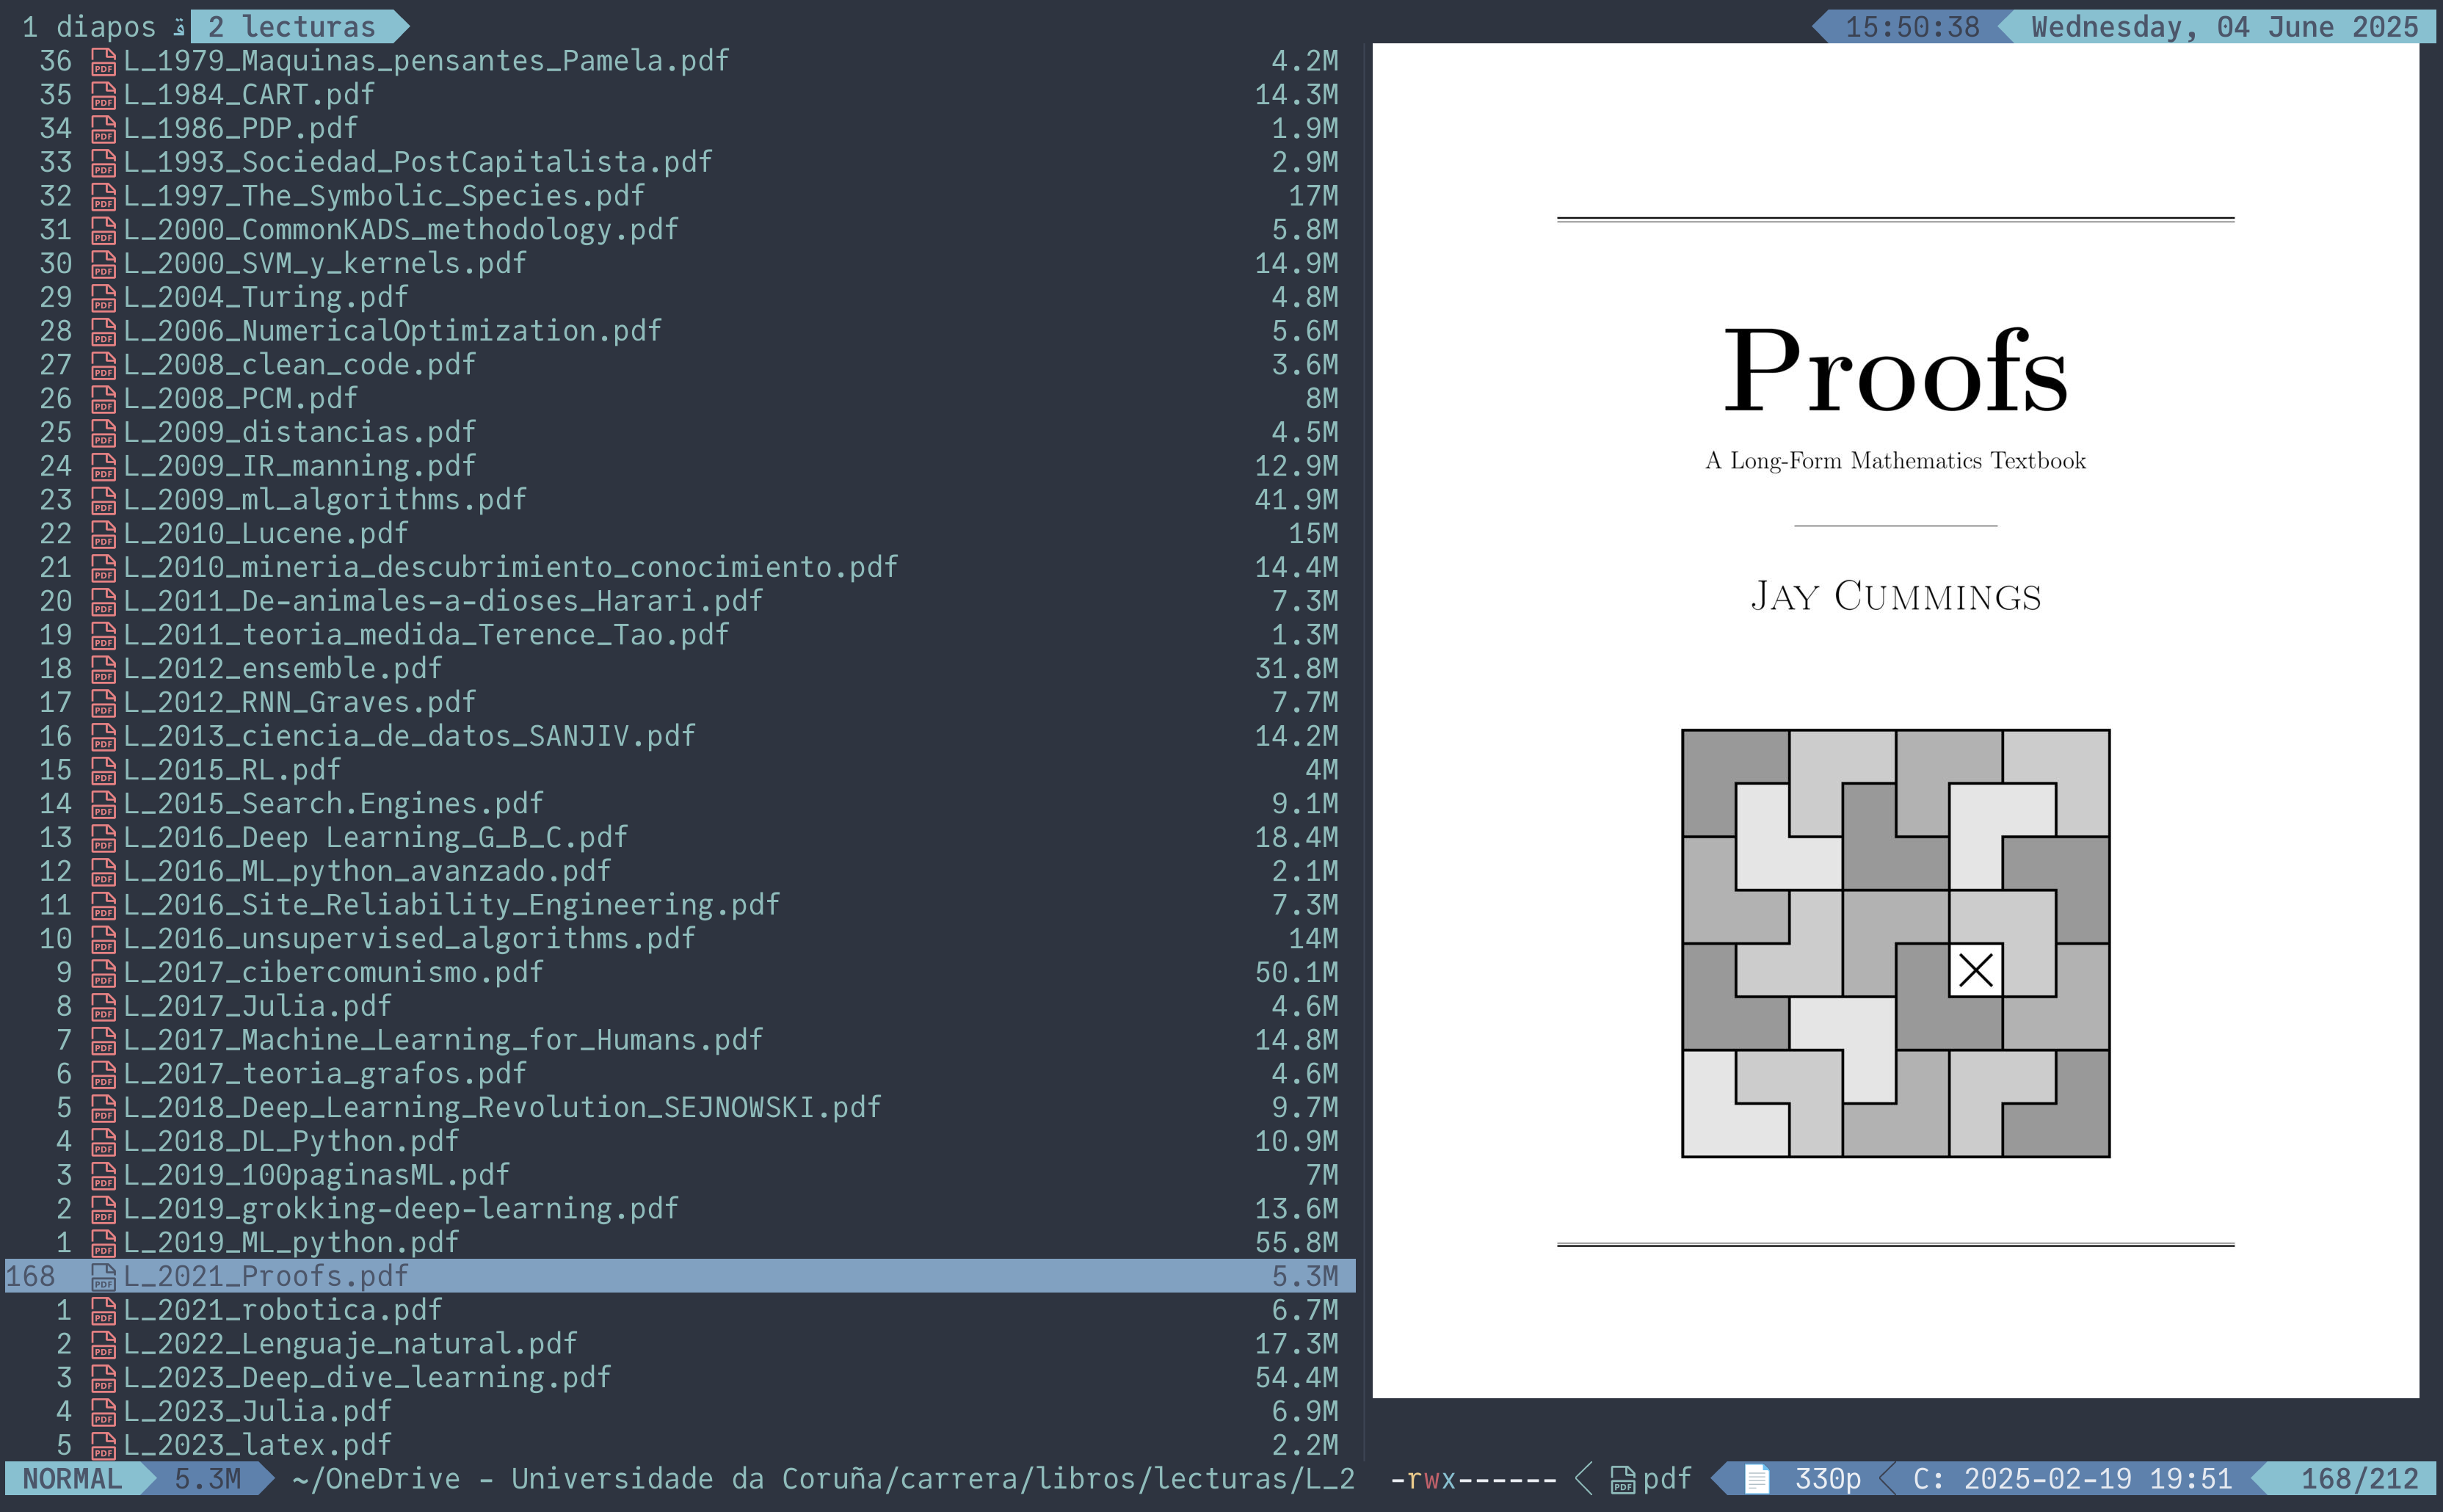 1 diapos ة 2 lecturas 15:50:38 Wednesday, 04 June 2025
36 L_1979_Maquinas_pensantes_Pamela.pdf 4.2M
35 L_1984_CART.pdf 14.3M
34 L_1986_PDP.pdf 1.9M
33 L_1993_Sociedad_PostCapitalista.pdf 2.9M
32 L_1997_The_Symbolic_Species.pdf 17M
31 L_2000_CommonKADS_methodology.pdf 5.8M
30 L_2000_SVM_y_kernels.pdf 14.9M
29 L_2004_Turing.pdf 4.8M
28 L_2006_NumericalOptimization.pdf 5.6M
27 L_2008_clean_code.pdf 3.6M
26 L_2008_PCM.pdf 8M
25 L_2009_distancias.pdf 4.5M
24 L_2009_IR_manning.pdf 12.9M
23 L_2009_ml_algorithms.pdf 41.9M
22 L_2010_Lucene.pdf 15M
21 L_2010_mineria_descubrimiento_conocimiento.pdf 14.4M
20 L_2011_De-animales-a-dioses_Harari.pdf 7.3M
19 L_2011_teoria_medida_Terence_Tao.pdf 1.3M
18 L_2012_ensemble.pdf 31.8M
17 L_2012_RNN_Graves.pdf 7.7M
16 L_2013_ciencia_de_datos_SANJIV.pdf 14.2M
15 L_2015_RL.pdf 4M
14 L_2015_Search.Engines.pdf 9.1M
13 L_2016_Deep Learning_G_B_C.pdf 18.4M
12 L_2016_ML_python_avanzado.pdf 2.1M
11 L_2016_Site_Reliability_Engineering.pdf 7.3M
10 L_2016_unsupervised_algorithms.pdf 14M
9 L_2017_cibercomunismo.pdf 50.1M
8 L_2017_Julia.pdf 4.6M
7 L_2017_Machine_Learning_for_Humans.pdf 14.8M
6 L_2017_teoria_grafos.pdf 4.6M
5 L_2018_Deep_Learning_Revolution_SEJNOWSKI.pdf 9.7M
4 L_2018_DL_Python.pdf 10.9M
3 L_2019_100paginasML.pdf 7M
2 L_2019_grokking-deep-learning.pdf 13.6M
1 L_2019_ML_python.pdf 55.8M
168 L_2021_Proofs.pdf 5.3M
1 L_2021_robotica.pdf 6.7M
2 L_2022_Lenguaje_natural.pdf 17.3M
3 L_2023_Deep_dive_learning.pdf 54.4M
4 L_2023_Julia.pdf 6.9M
5 L_2023_latex.pdf 2.2M
Proofs
A Long-Form Mathematics Textbook
JAY CUMMINGS
NORMAL 5.3M ~/OneDrive - Universidade da Coruña/carrera/libros/lecturas/L_2 -rwx------ pdf 330p C: 2025-02-19 19:51 168/212